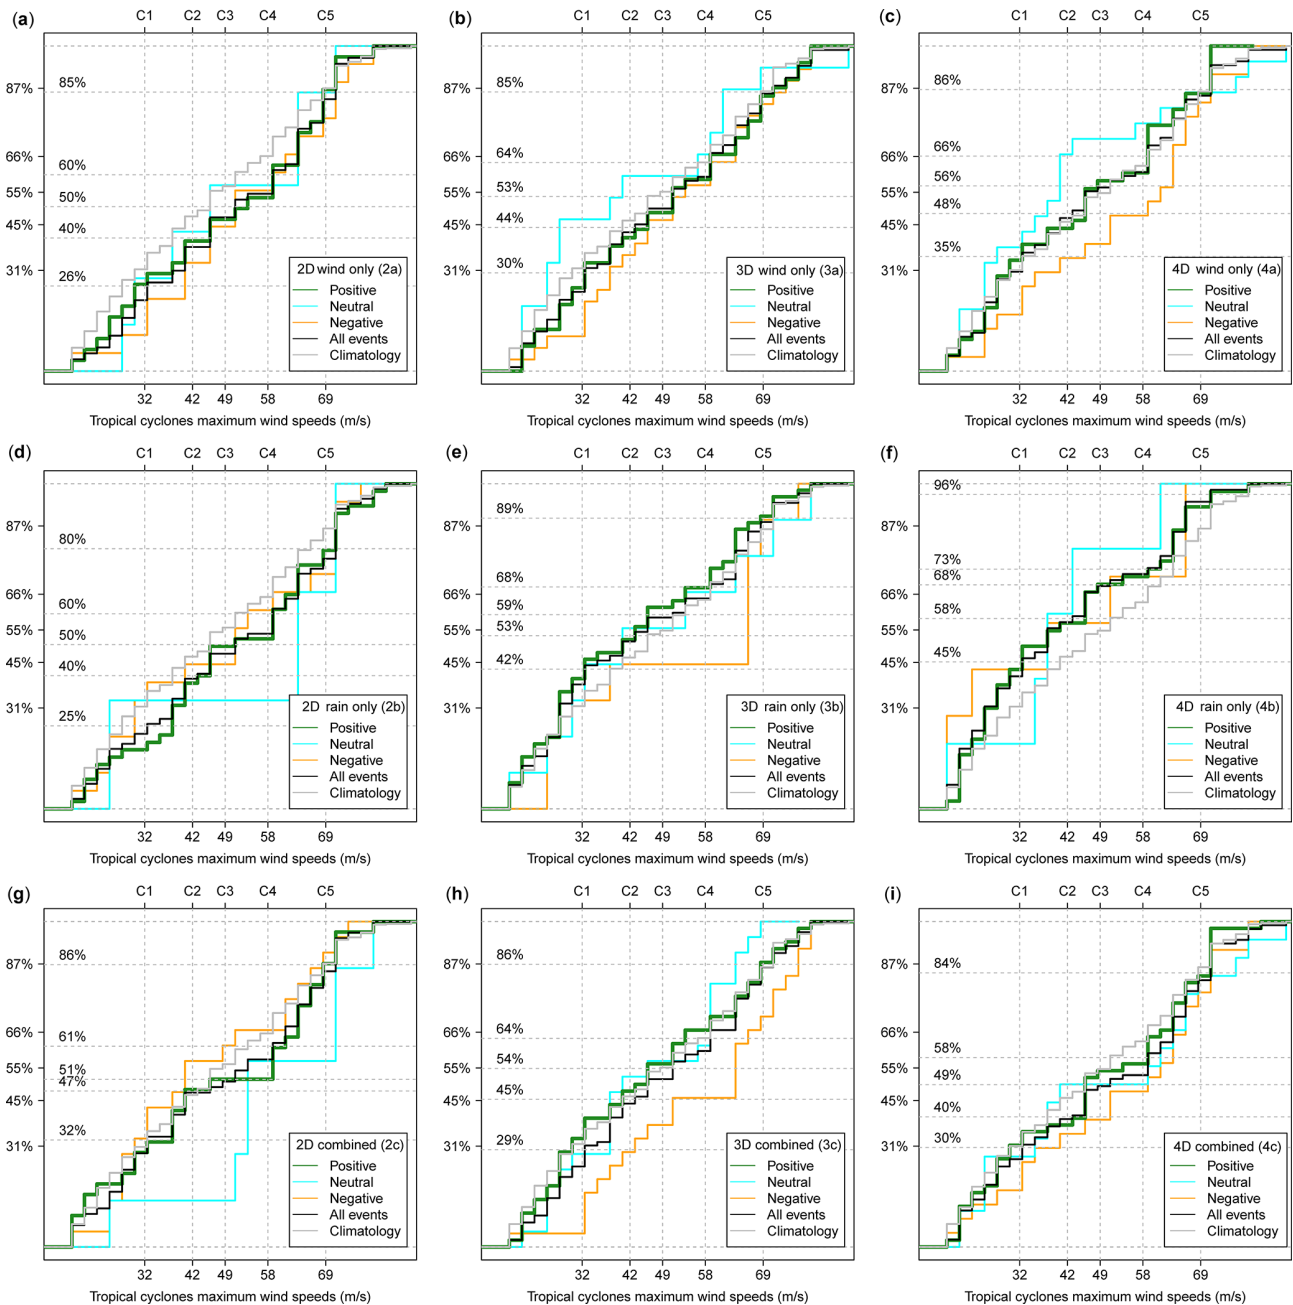 (a)
C1 C2 C3 C4 C5
87%
66%
55%
45%
31%
85%
60%
50%
40%
26%
2D wind only (2a)
Positive
Neutral
Negative
All events
Climatology
32 42 49 58 69
Tropical cyclones maximum wind speeds (m/s)
(b)
C1 C2 C3 C4 C5
87%
66%
55%
45%
31%
85%
64%
53%
44%
30%
3D wind only (3a)
Positive
Neutral
Negative
All events
Climatology
32 42 49 58 69
Tropical cyclones maximum wind speeds (m/s)
(c)
C1 C2 C3 C4 C5
87%
66%
55%
45%
31%
86%
66%
56%
48%
35%
4D wind only (4a)
Positive
Neutral
Negative
All events
Climatology
32 42 49 58 69
Tropical cyclones maximum wind speeds (m/s)
(d)
C1 C2 C3 C4 C5
87%
66%
55%
45%
31%
80%
60%
50%
40%
25%
2D rain only (2b)
Positive
Neutral
Negative
All events
Climatology
32 42 49 58 69
Tropical cyclones maximum wind speeds (m/s)
(e)
C1 C2 C3 C4 C5
87%
66%
55%
45%
31%
89%
68%
59%
53%
42%
3D rain only (3b)
Positive
Neutral
Negative
All events
Climatology
32 42 49 58 69
Tropical cyclones maximum wind speeds (m/s)
(f)
C1 C2 C3 C4 C5
87%
66%
55%
45%
31%
96%
73%
68%
58%
45%
4D rain only (4b)
Positive
Neutral
Negative
All events
Climatology
32 42 49 58 69
Tropical cyclones maximum wind speeds (m/s)
(g)
C1 C2 C3 C4 C5
87%
66%
55%
45%
31%
86%
61%
51%
47%
32%
2D combined (2c)
Positive
Neutral
Negative
All events
Climatology
32 42 49 58 69
Tropical cyclones maximum wind speeds (m/s)
(h)
C1 C2 C3 C4 C5
87%
66%
55%
45%
31%
86%
64%
54%
45%
29%
3D combined (3c)
Positive
Neutral
Negative
All events
Climatology
32 42 49 58 69
Tropical cyclones maximum wind speeds (m/s)
(i)
C1 C2 C3 C4 C5
87%
66%
55%
45%
31%
84%
58%
49%
40%
30%
4D combined (4c)
Positive
Neutral
Negative
All events
Climatology
32 42 49 58 69
Tropical cyclones maximum wind speeds (m/s)